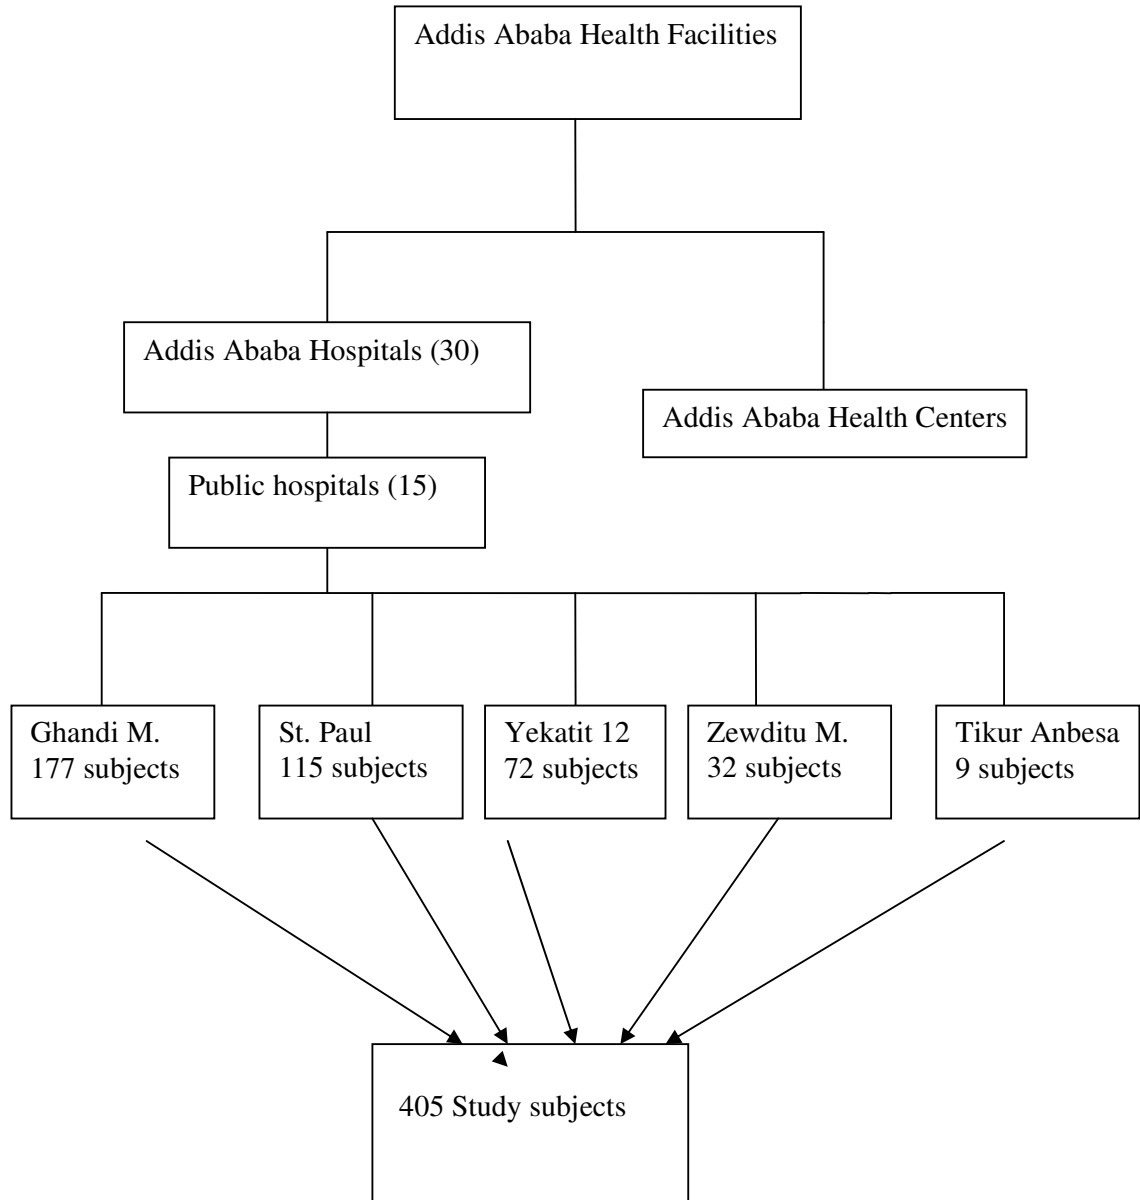 Addis Ababa Health Facilities
Addis Ababa Hospitals (30)
Addis Ababa Health Centers
Public hospitals (15)
Ghandi M.
177 subjects
St. Paul
115 subjects
Yekatit 12
72 subjects
Zewditu M.
32 subjects
Tikur Anbesa
9 subjects
405 Study subjects